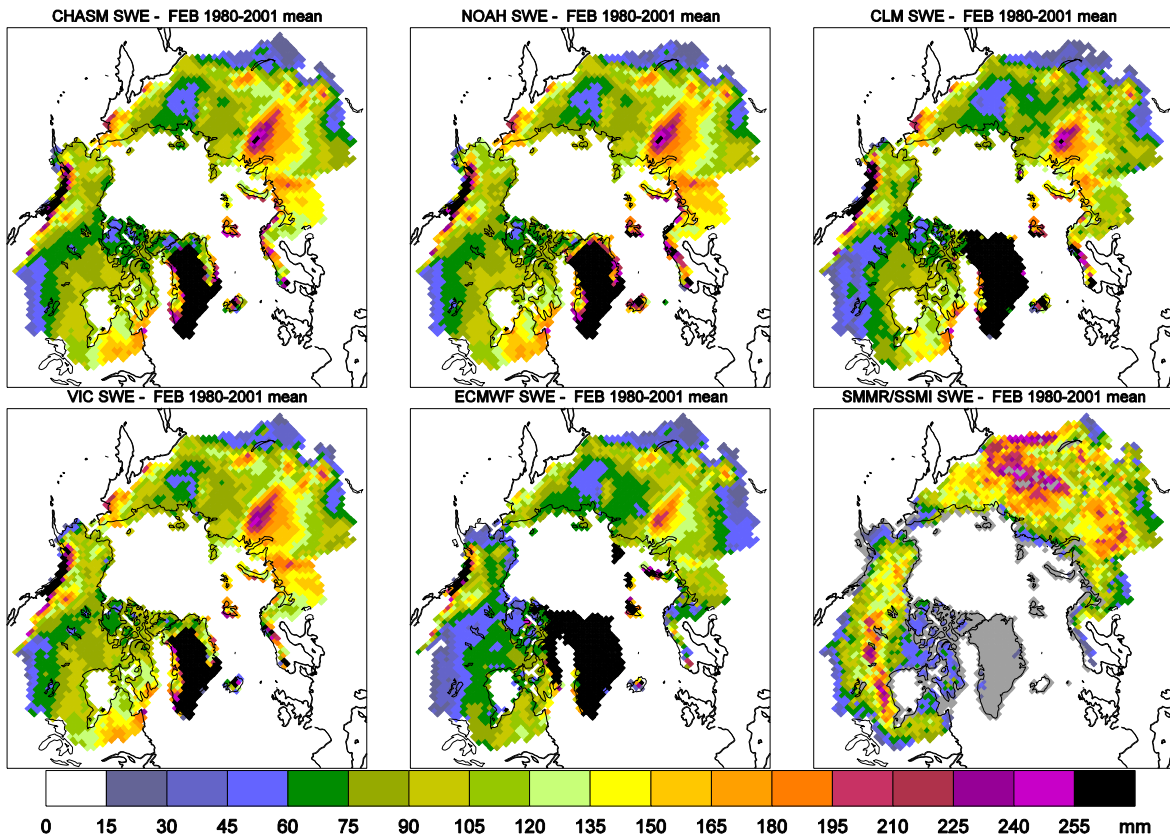 CHASM SWE - FEB 1980-2001 mean
NOAH SWE - FEB 1980-2001 mean
CLM SWE - FEB 1980-2001 mean
VIC SWE - FEB 1980-2001 mean
ECMWF SWE - FEB 1980-2001 mean
SMMR/SSMI SWE - FEB 1980-2001 mean
0 15 30 45 60 75 90 105 120 135 150 165 180 195 210 225 240 255 mm